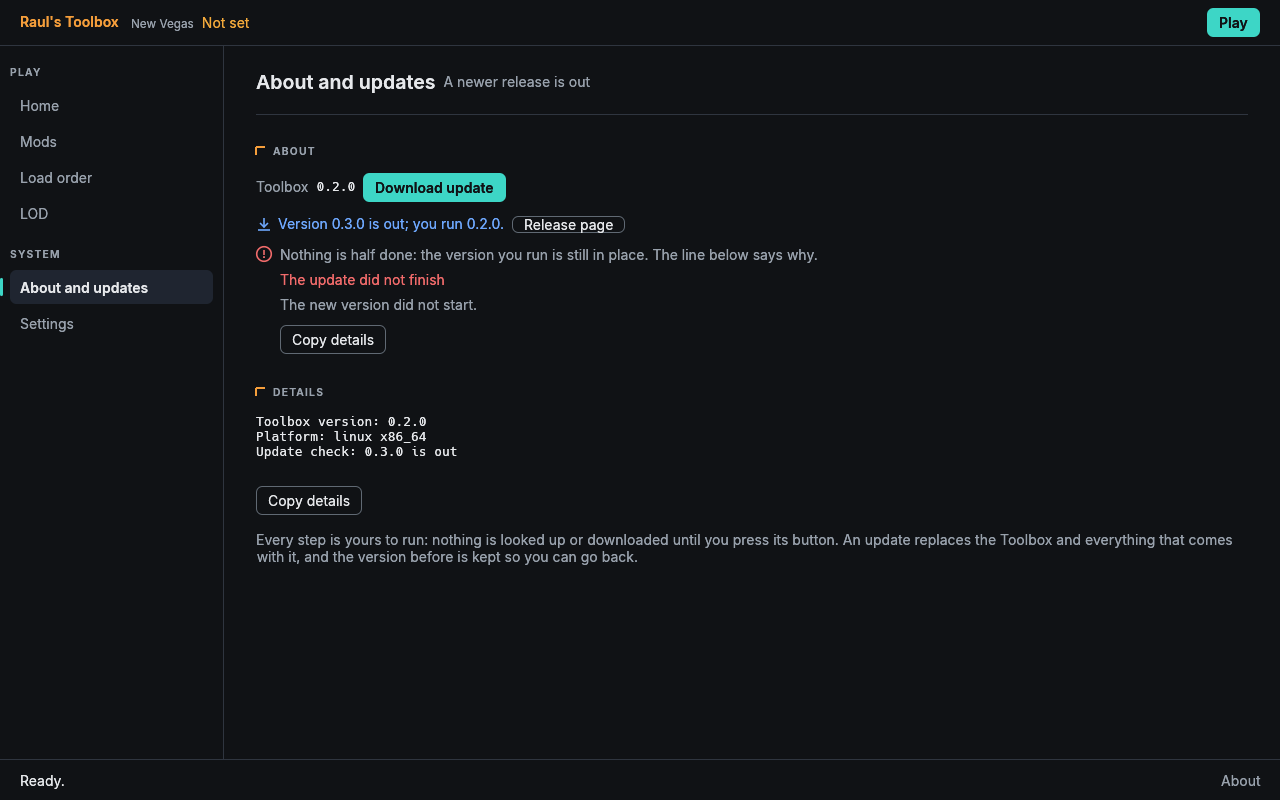 Raul's Toolbox New Vegas Not set Play
PLAY
Home
Mods
Load order
LOD
SYSTEM
About and updates
Settings
About and updates A newer release is out
ABOUT
Toolbox 0.2.0 Download update
Version 0.3.0 is out; you run 0.2.0. Release page
Nothing is half done: the version you run is still in place. The line below says why.
The update did not finish
The new version did not start.
Copy details
DETAILS
Toolbox version: 0.2.0
Platform: linux x86_64
Update check: 0.3.0 is out
Copy details
Every step is yours to run: nothing is looked up or downloaded until you press its button. An update replaces the Toolbox and everything that comes
with it, and the version before is kept so you can go back.
Ready. About